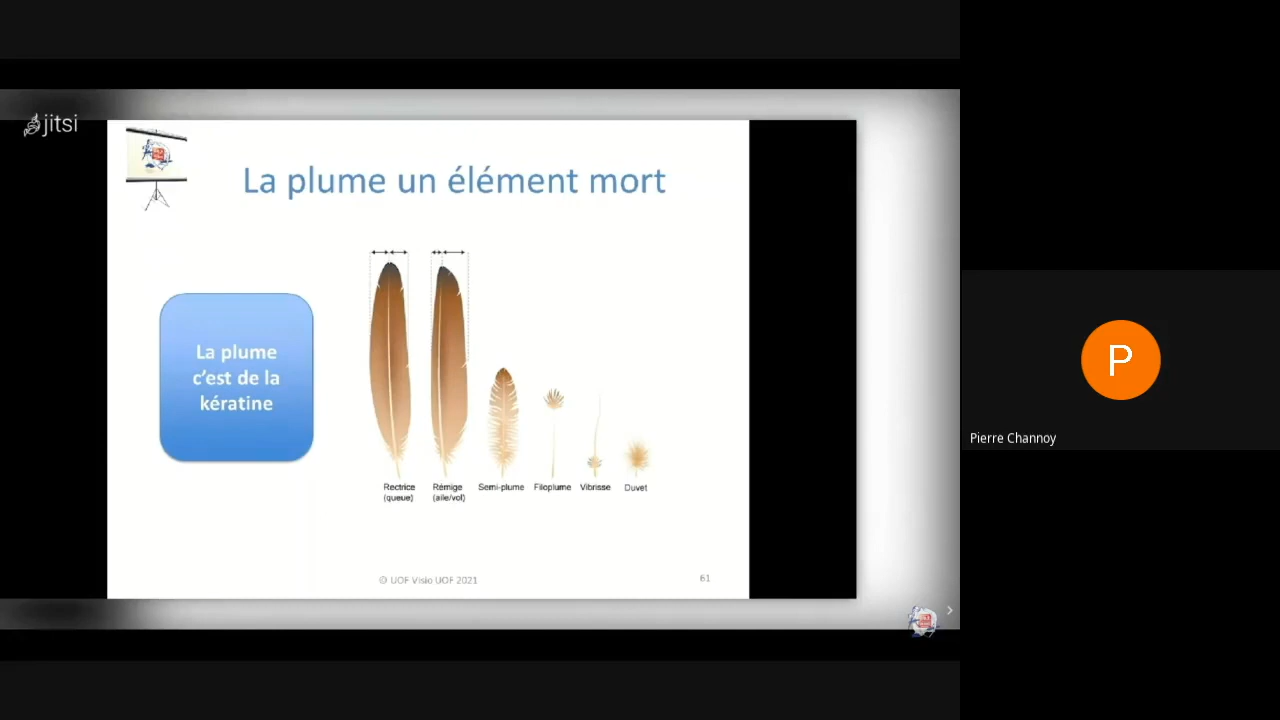 jitsi
La plume un élément mort
La plume
c'est de la
kératine
Rectrice
(queue)
Rémige
(aile/vol)
Semi-plume
Filoplume
Vibrisse
Duvet
© UOF Visio UOF 2021
61
P
Pierre Channoy